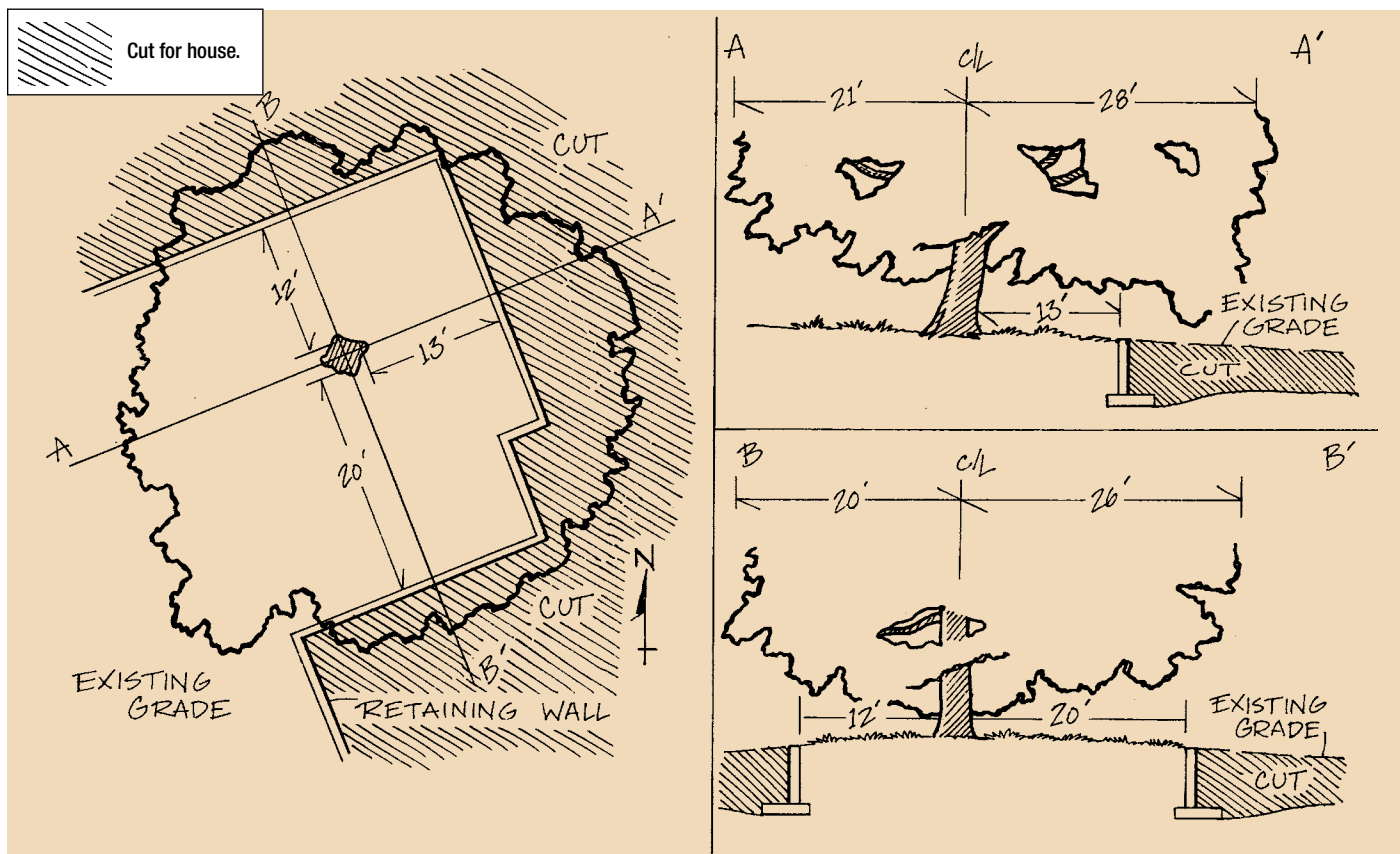 Cut for house.
B
CUT
A'
12'
13'
A
20'
N
CUT
B'
EXISTING
GRADE
RETAINING WALL
A
C/L
A'
21'
28'
13'
EXISTING
GRADE
CUT
B
C/L
B'
20'
26'
12'
20'
EXISTING
GRADE
CUT